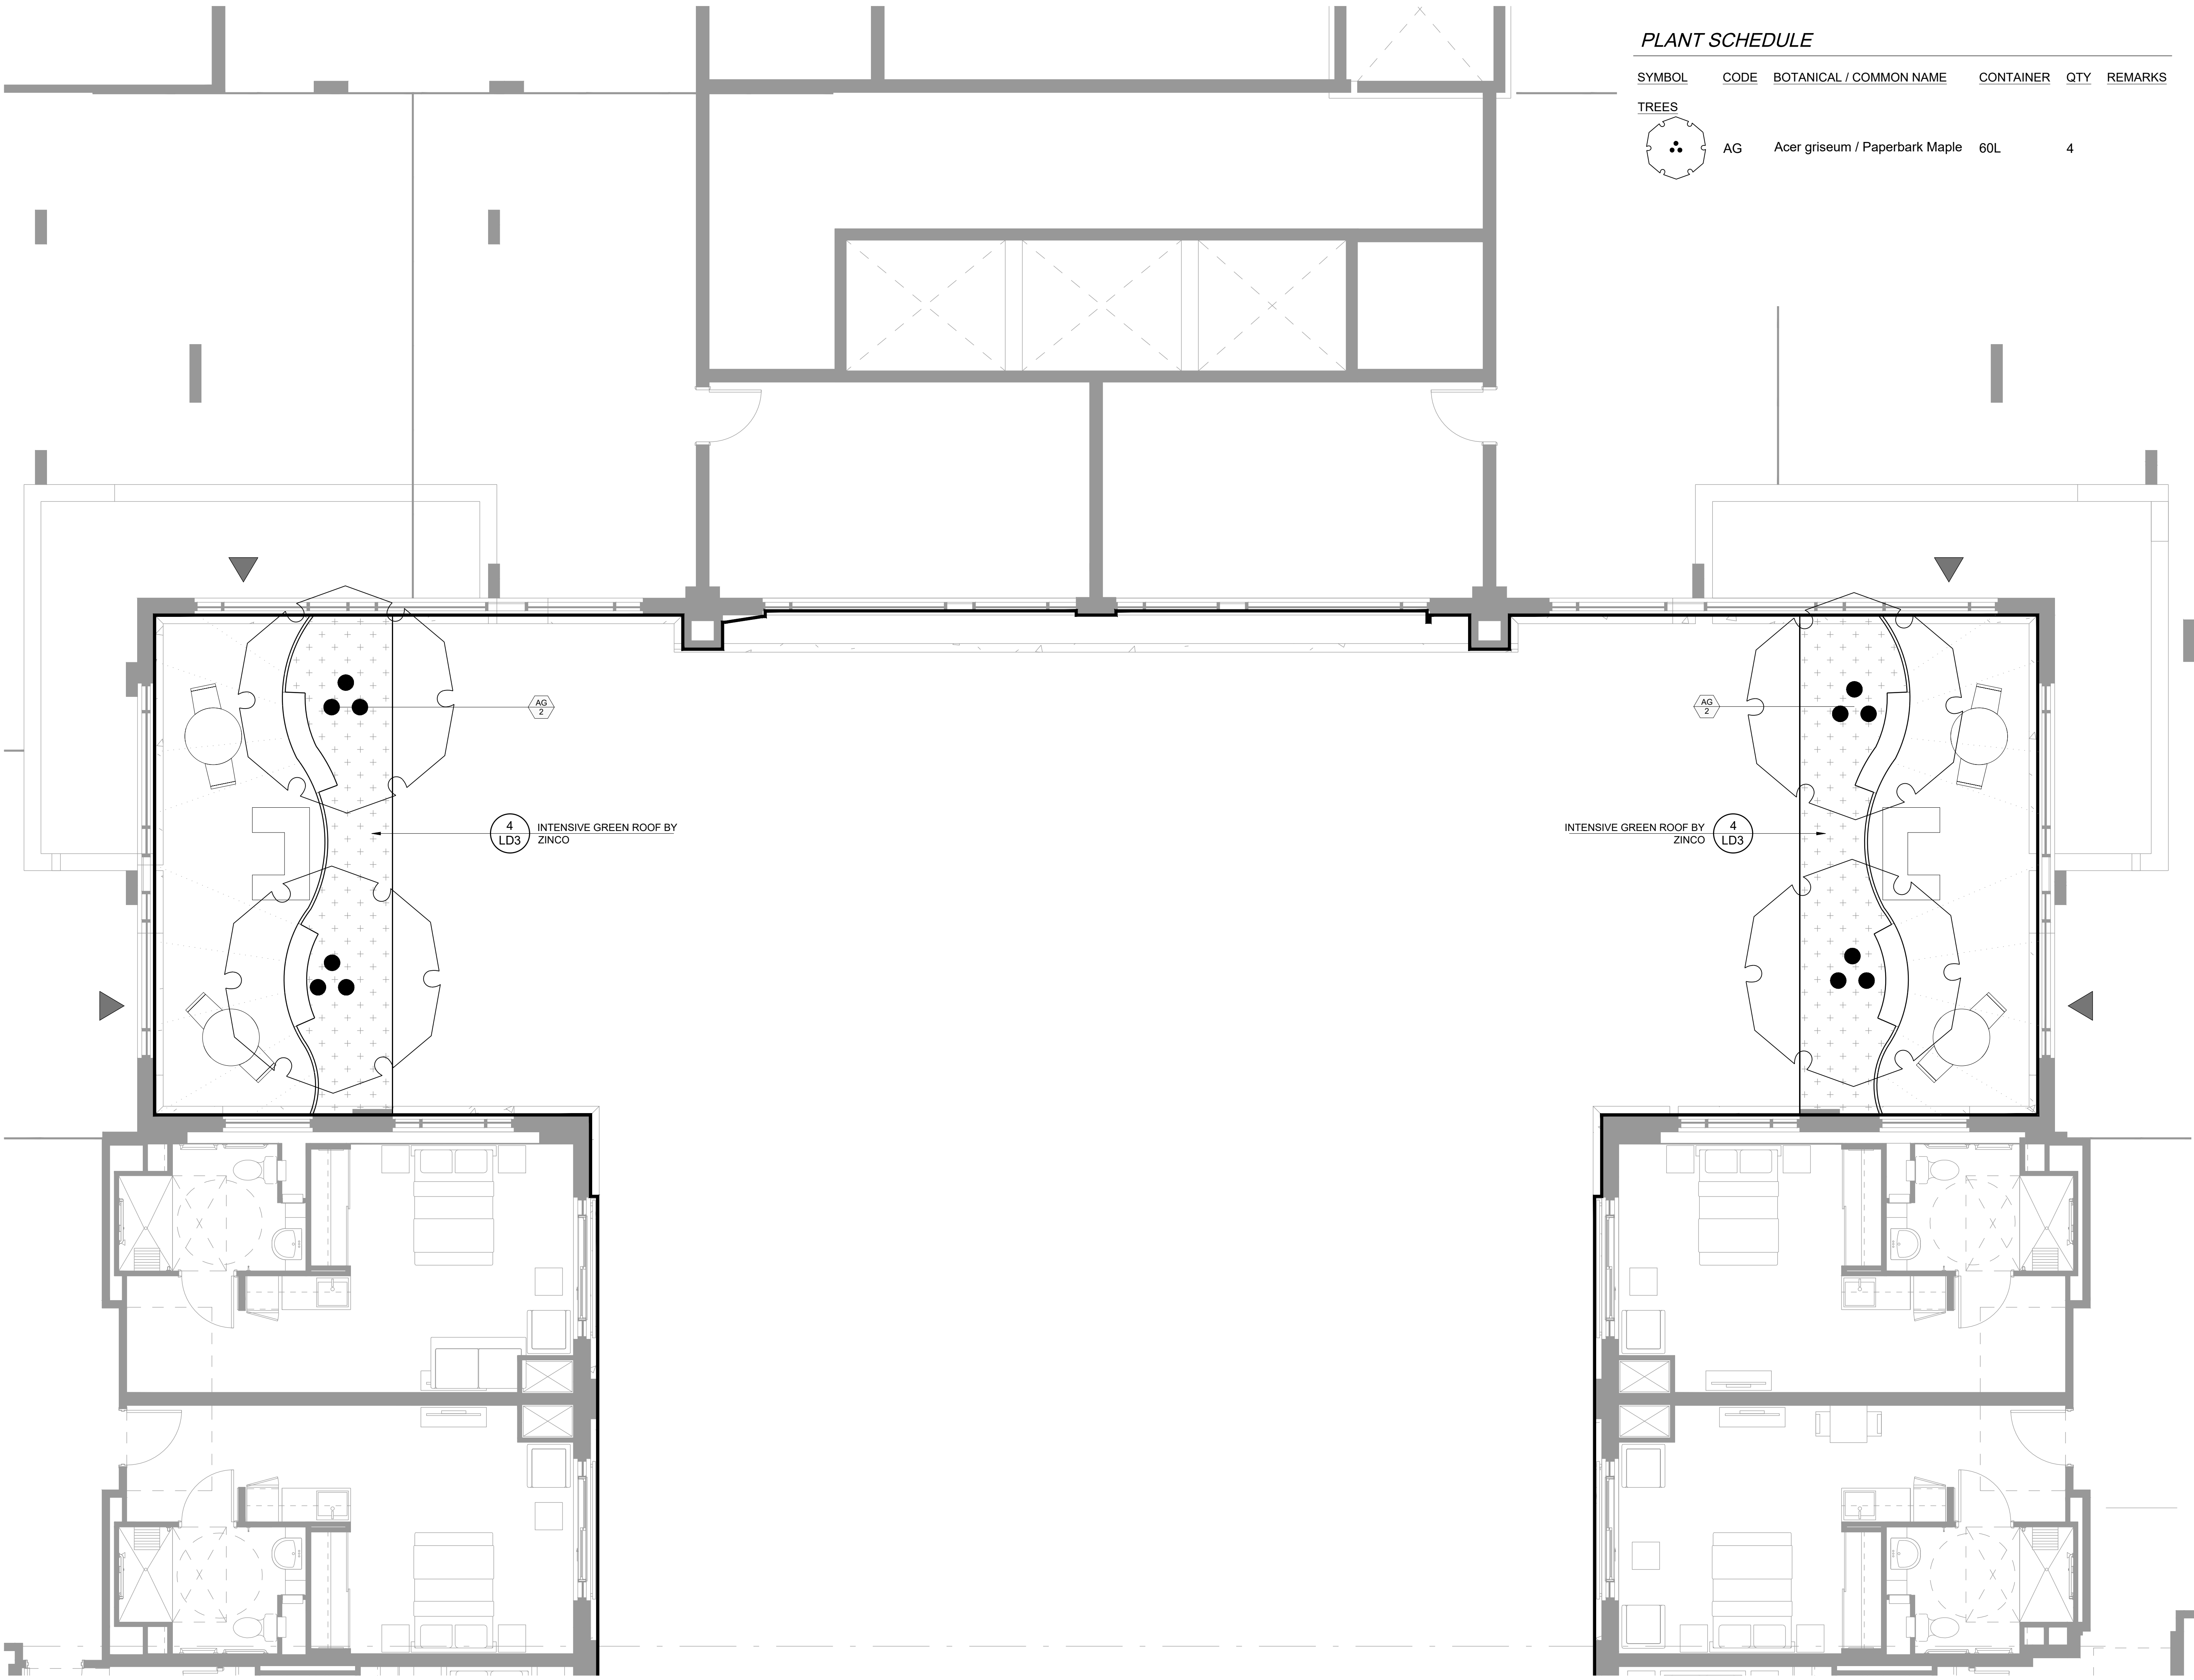 PLANT SCHEDULE
SYMBOL CODE BOTANICAL / COMMON NAME CONTAINER QTY REMARKS
TREES
AG Acer griseum / Paperbark Maple 60L 4
AG
2
AG
2
4
LD3
INTENSIVE GREEN ROOF BY
ZINCO
INTENSIVE GREEN ROOF BY
ZINCO
4
LD3